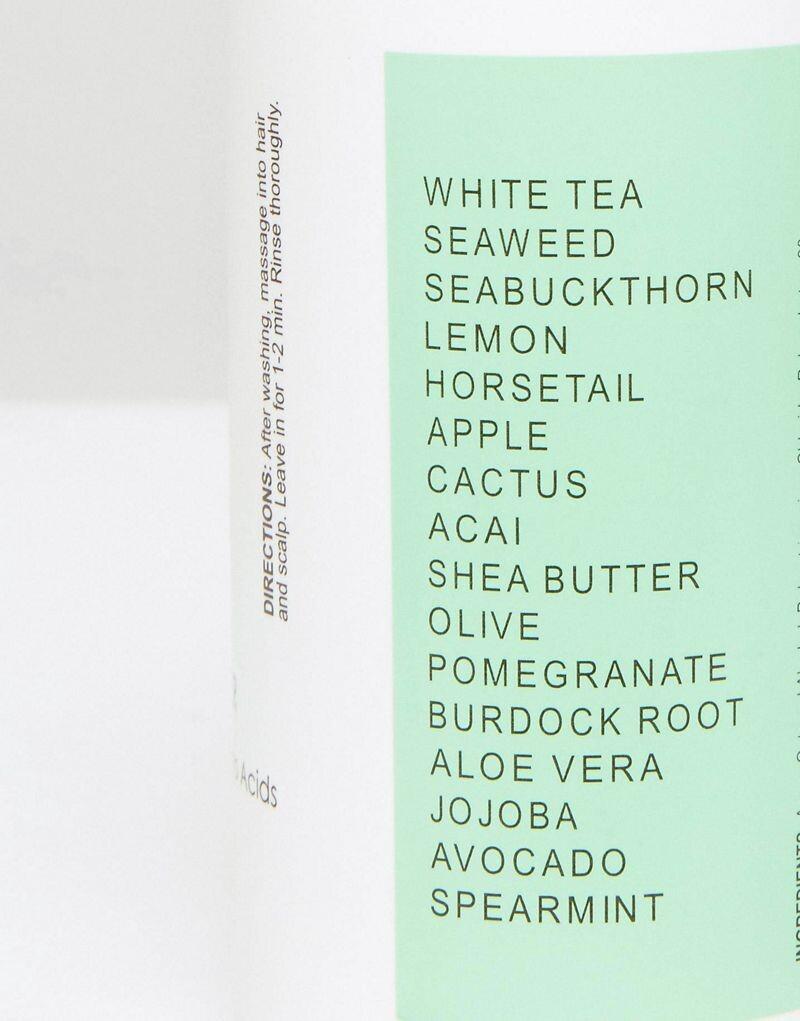 DIRECTIONS: After washing, massage into hair
and scalp. Leave in for 1-2 min. Rinse thoroughly.
Acids
WHITE TEA
SEAWEED
SEABUCKTHORN
LEMON
HORSETAIL
APPLE
CACTUS
ACAI
SHEA BUTTER
OLIVE
POMEGRANATE
BURDOCK ROOT
ALOE VERA
JOJOBA
AVOCADO
SPEARMINT